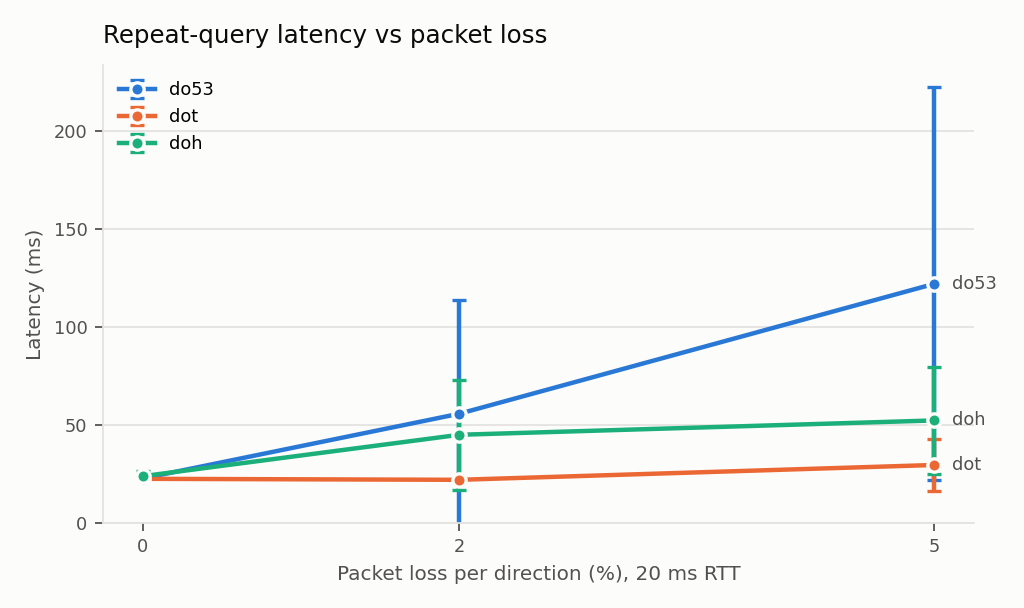 Repeat-query latency vs packet loss
do53
dot
doh
200
150
100
50
0
Latency (ms)
do53
doh
dot
0
2
5
Packet loss per direction (%), 20 ms RTT